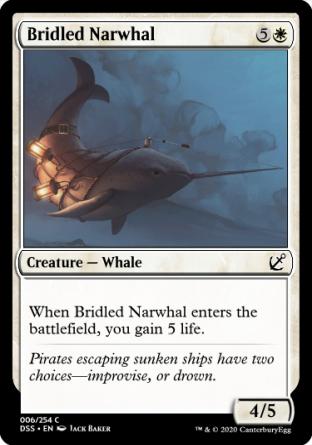 Bridled Narwhal 5
Creature — Whale
When Bridled Narwhal enters the
battlefield, you gain 5 life.
Pirates escaping sunken ships have two
choices—improvise, or drown.
4/5
006/254 C
DSS • EN Jack Baker
™ & © 2020 CanterburyEgg